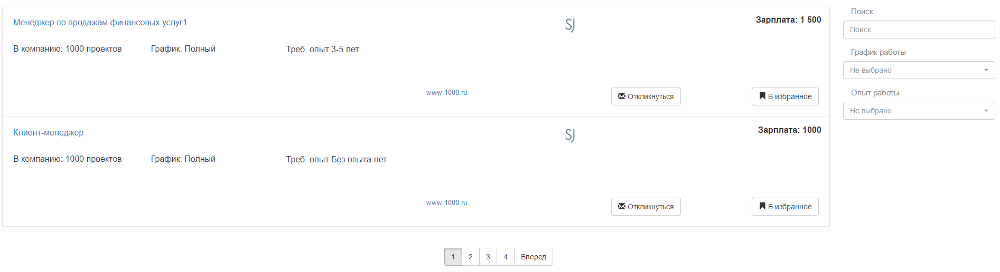 Менеджер по продажам финансовых услуг1
SJ
Зарплата: 1 500
В компанию: 1000 проектов
График: Полный
Треб. опыт 3-5 лет
www.1000.ru
Откликнуться
В избранное
Клиент-менеджер
SJ
Зарплата: 1000
В компанию: 1000 проектов
График: Полный
Треб. опыт Без опыта лет
www.1000.ru
Откликнуться
В избранное
1 2 3 4 Вперед
Поиск
Поиск
График работы
Не выбрано
Опыт работы
Не выбрано